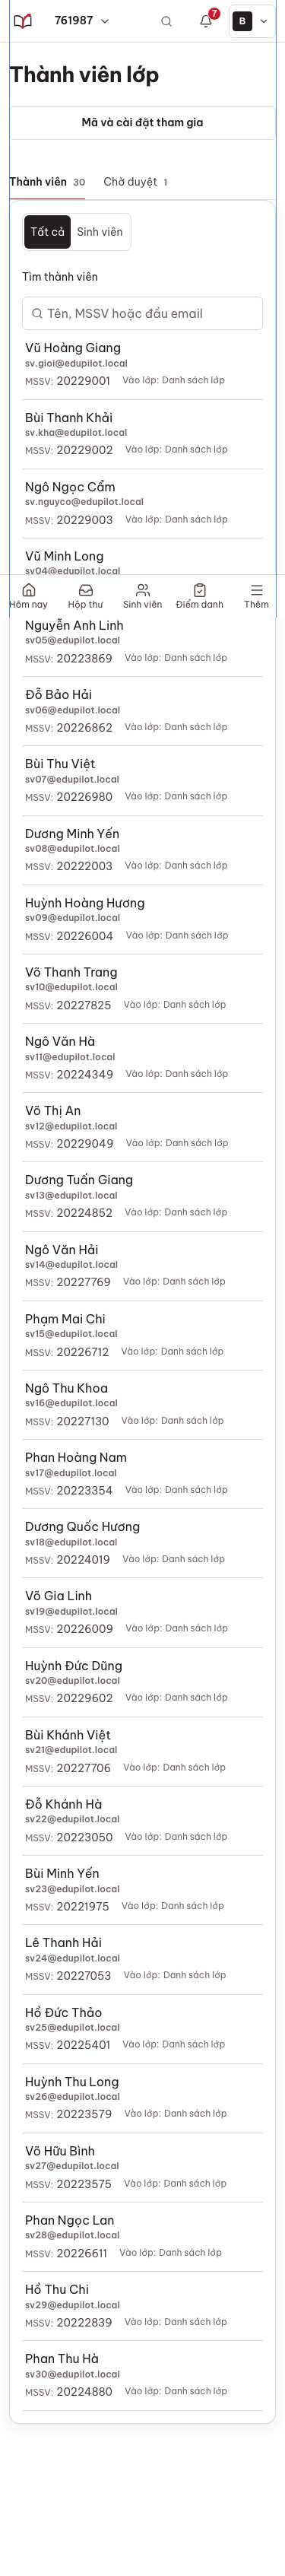 761987
7
B
Thành viên lớp
Mã và cài đặt tham gia
Thành viên 30 Chờ duyệt 1
Tất cả Sinh viên
Tìm thành viên
Tên, MSSV hoặc đầu email
Vũ Hoàng Giang
sv.gioi@edupilot.local
MSSV: 20229001 Vào lớp: Danh sách lớp
Bùi Thanh Khải
sv.kha@edupilot.local
MSSV: 20229002 Vào lớp: Danh sách lớp
Ngô Ngọc Cẩm
sv.nguyco@edupilot.local
MSSV: 20229003 Vào lớp: Danh sách lớp
Vũ Minh Long
sv04@edupilot.local
Hôm nay Hộp thư Sinh viên Điểm danh Thêm
Nguyễn Anh Linh
sv05@edupilot.local
MSSV: 20223869 Vào lớp: Danh sách lớp
Đỗ Bảo Hải
sv06@edupilot.local
MSSV: 20226862 Vào lớp: Danh sách lớp
Bùi Thu Việt
sv07@edupilot.local
MSSV: 20226980 Vào lớp: Danh sách lớp
Dương Minh Yến
sv08@edupilot.local
MSSV: 20222003 Vào lớp: Danh sách lớp
Huỳnh Hoàng Hương
sv09@edupilot.local
MSSV: 20226004 Vào lớp: Danh sách lớp
Võ Thanh Trang
sv10@edupilot.local
MSSV: 20227825 Vào lớp: Danh sách lớp
Ngô Văn Hà
sv11@edupilot.local
MSSV: 20224349 Vào lớp: Danh sách lớp
Võ Thị An
sv12@edupilot.local
MSSV: 20229049 Vào lớp: Danh sách lớp
Dương Tuấn Giang
sv13@edupilot.local
MSSV: 20224852 Vào lớp: Danh sách lớp
Ngô Văn Hải
sv14@edupilot.local
MSSV: 20227769 Vào lớp: Danh sách lớp
Phạm Mai Chi
sv15@edupilot.local
MSSV: 20226712 Vào lớp: Danh sách lớp
Ngô Thu Khoa
sv16@edupilot.local
MSSV: 20227130 Vào lớp: Danh sách lớp
Phan Hoàng Nam
sv17@edupilot.local
MSSV: 20223354 Vào lớp: Danh sách lớp
Dương Quốc Hương
sv18@edupilot.local
MSSV: 20224019 Vào lớp: Danh sách lớp
Võ Gia Linh
sv19@edupilot.local
MSSV: 20226009 Vào lớp: Danh sách lớp
Huỳnh Đức Dũng
sv20@edupilot.local
MSSV: 20229602 Vào lớp: Danh sách lớp
Bùi Khánh Việt
sv21@edupilot.local
MSSV: 20227706 Vào lớp: Danh sách lớp
Đỗ Khánh Hà
sv22@edupilot.local
MSSV: 20223050 Vào lớp: Danh sách lớp
Bùi Minh Yến
sv23@edupilot.local
MSSV: 20221975 Vào lớp: Danh sách lớp
Lê Thanh Hải
sv24@edupilot.local
MSSV: 20227053 Vào lớp: Danh sách lớp
Hồ Đức Thảo
sv25@edupilot.local
MSSV: 20225401 Vào lớp: Danh sách lớp
Huỳnh Thu Long
sv26@edupilot.local
MSSV: 20223579 Vào lớp: Danh sách lớp
Võ Hữu Bình
sv27@edupilot.local
MSSV: 20223575 Vào lớp: Danh sách lớp
Phan Ngọc Lan
sv28@edupilot.local
MSSV: 20226611 Vào lớp: Danh sách lớp
Hồ Thu Chi
sv29@edupilot.local
MSSV: 20222839 Vào lớp: Danh sách lớp
Phan Thu Hà
sv30@edupilot.local
MSSV: 20224880 Vào lớp: Danh sách lớp